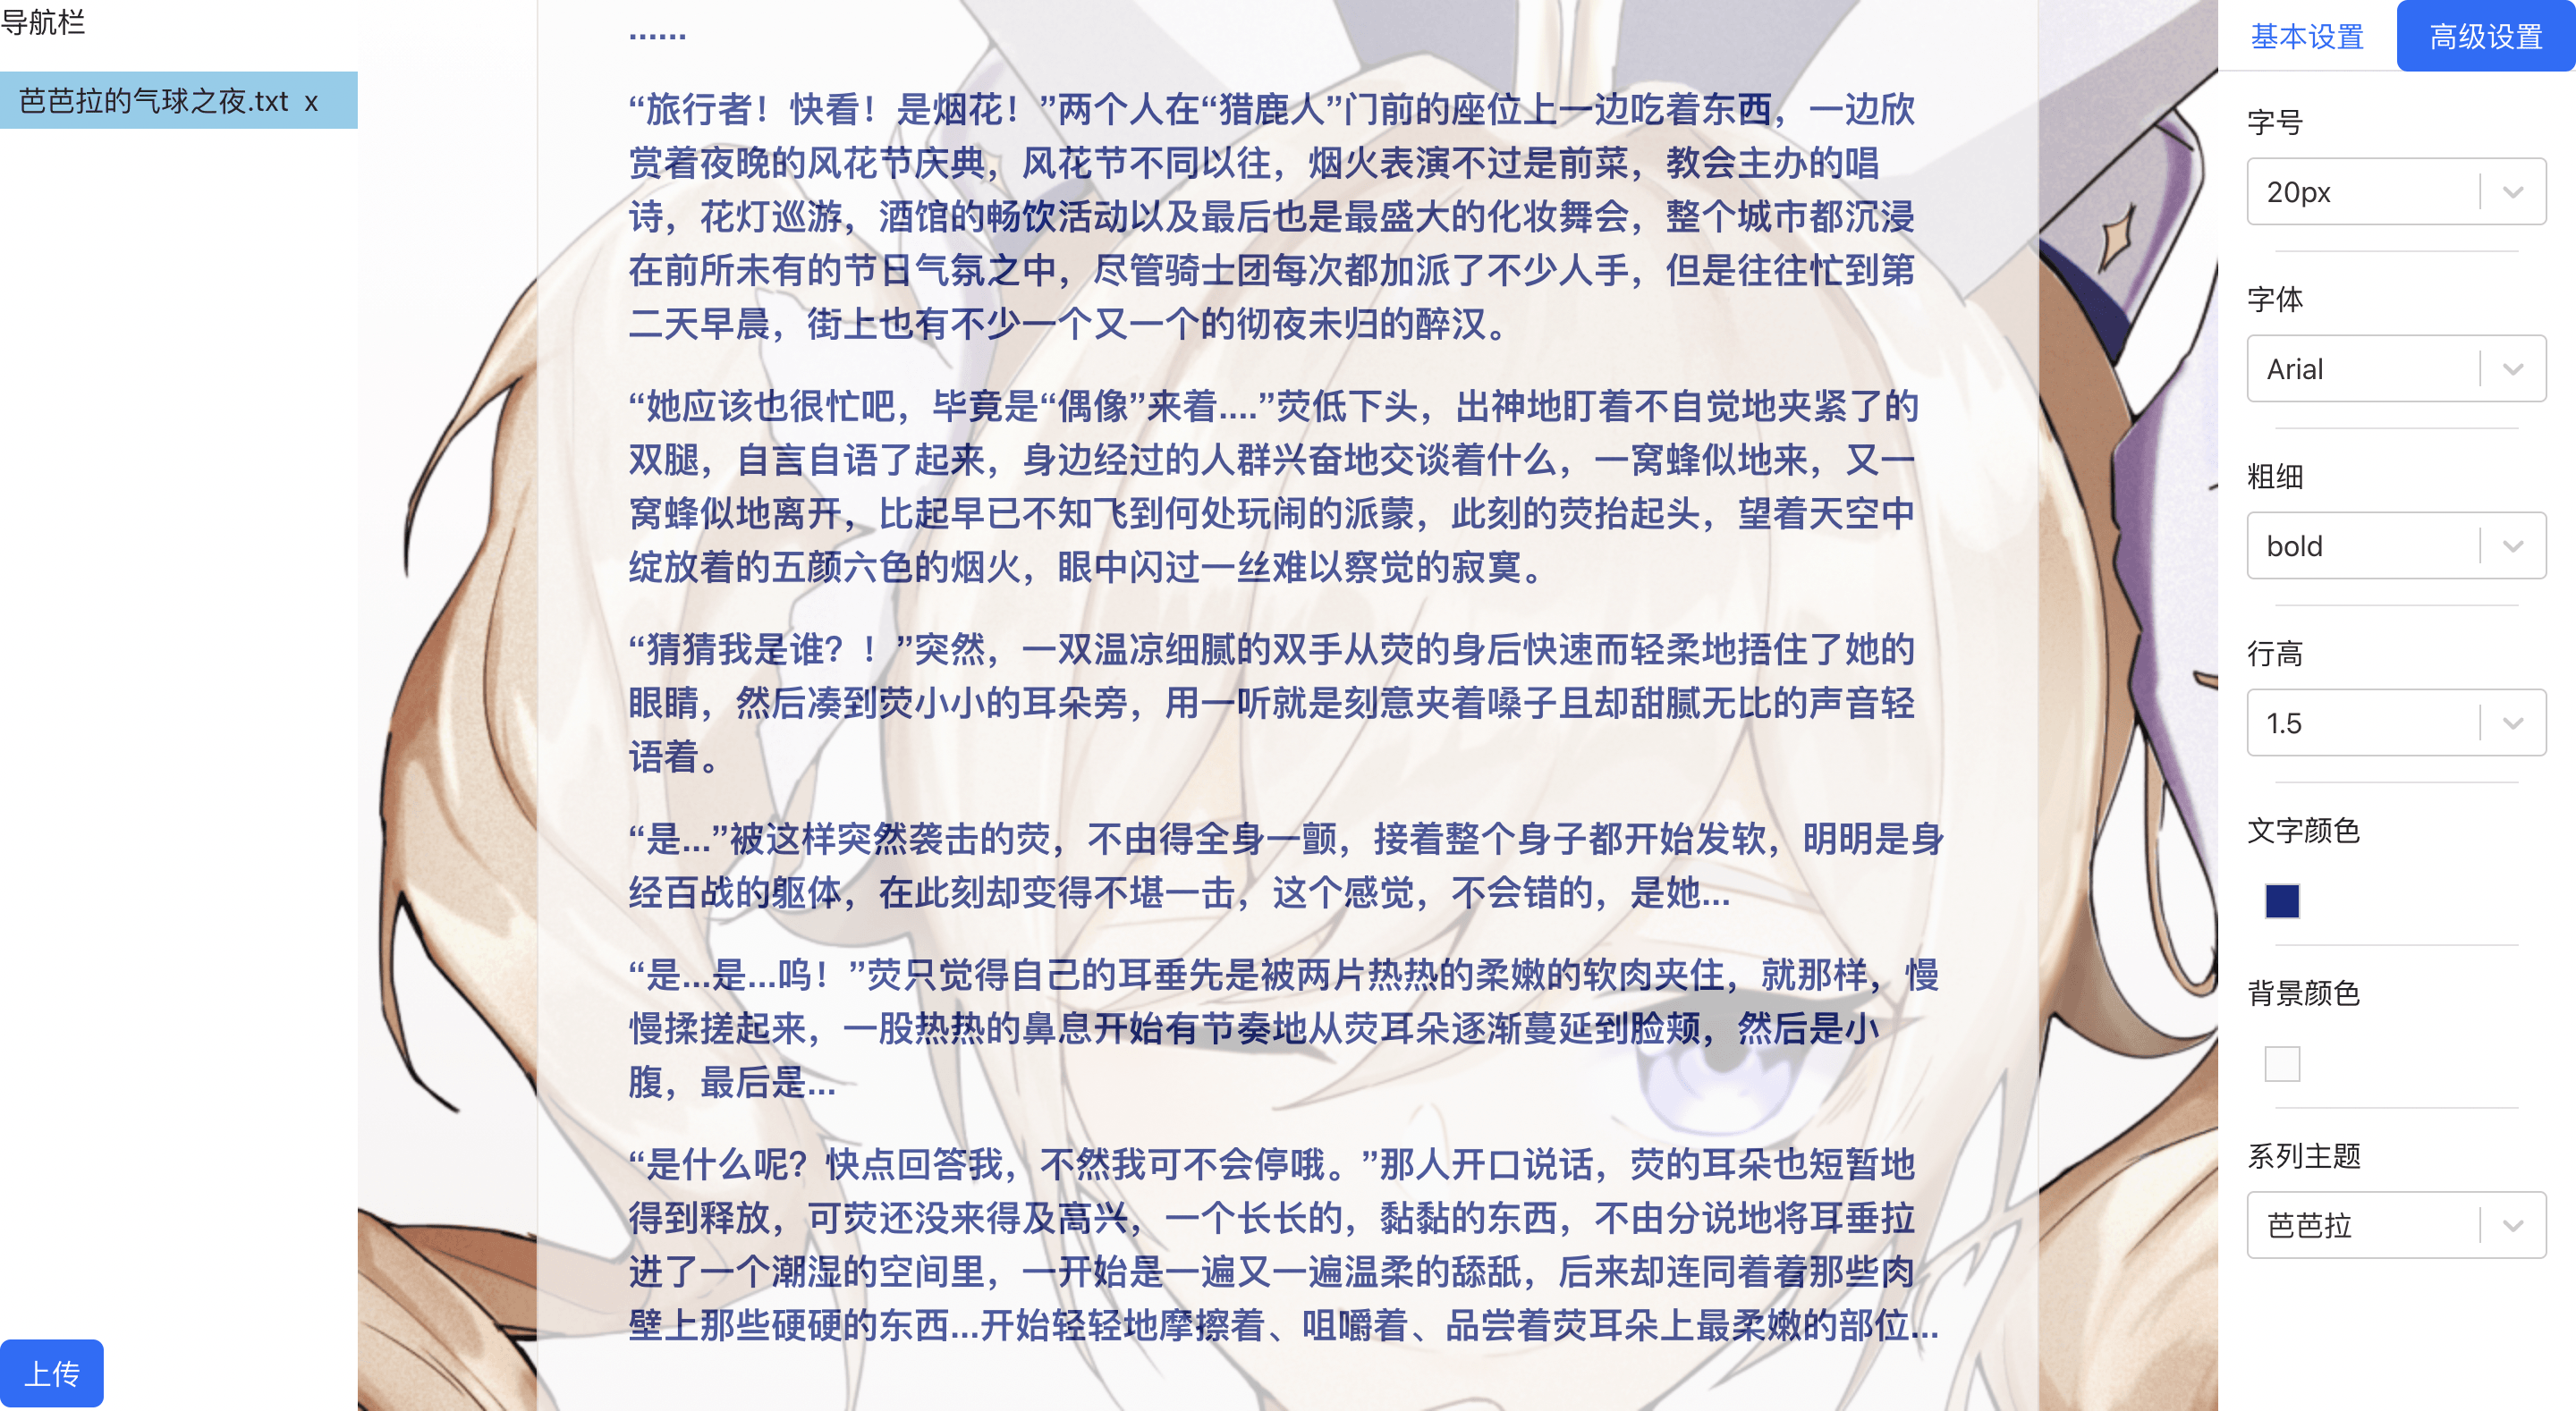 导航栏
芭芭拉的气球之夜.txt x
上传
......
“旅行者！快看！是烟花！”两个人在“猎鹿人”门前的座位上一边吃着东西，一边欣
赏着夜晚的风花节庆典，风花节不同以往，烟火表演不过是前菜，教会主办的唱
诗，花灯巡游，酒馆的畅饮活动以及最后也是最盛大的化妆舞会，整个城市都沉浸
在前所未有的节日气氛之中，尽管骑士团每次都加派了不少人手，但是往往忙到第
二天早晨，街上也有不少一个又一个的彻夜未归的醉汉。
“她应该也很忙吧，毕竟是“偶像”来着....”荧低下头，出神地盯着不自觉地夹紧了的
双腿，自言自语了起来，身边经过的人群兴奋地交谈着什么，一窝蜂似地来，又一
窝蜂似地离开，比起早已不知飞到何处玩闹的派蒙，此刻的荧抬起头，望着天空中
绽放着的五颜六色的烟火，眼中闪过一丝难以察觉的寂寞。
“猜猜我是谁？！”突然，一双温凉细腻的双手从荧的身后快速而轻柔地捂住了她的
眼睛，然后凑到荧小小的耳朵旁，用一听就是刻意夹着嗓子且却甜腻无比的声音轻
语着。
“是...”被这样突然袭击的荧，不由得全身一颤，接着整个身子都开始发软，明明是身
经百战的躯体，在此刻却变得不堪一击，这个感觉，不会错的，是她...
“是...是...呜！”荧只觉得自己的耳垂先是被两片热热的柔嫩的软肉夹住，就那样，慢
慢揉搓起来，一股热热的鼻息开始有节奏地从荧耳朵逐渐蔓延到脸颊，然后是小
腹，最后是...
“是什么呢？快点回答我，不然我可不会停哦。”那人开口说话，荧的耳朵也短暂地
得到释放，可荧还没来得及高兴，一个长长的，黏黏的东西，不由分说地将耳垂拉
进了一个潮湿的空间里，一开始是一遍又一遍温柔的舔舐，后来却连同着着那些肉
壁上那些硬硬的东西...开始轻轻地摩擦着、咀嚼着、品尝着荧耳朵上最柔嫩的部位...
基本设置
高级设置
字号
20px
字体
Arial
粗细
bold
行高
1.5
文字颜色
背景颜色
系列主题
芭芭拉